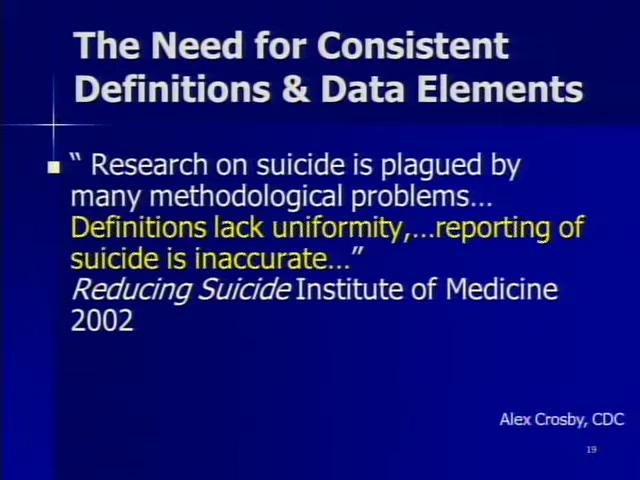 The Need for Consistent
Definitions & Data Elements
“ Research on suicide is plagued by
many methodological problems…
Definitions lack uniformity,…reporting of
suicide is inaccurate…”
Reducing Suicide Institute of Medicine
2002
Alex Crosby, CDC
19